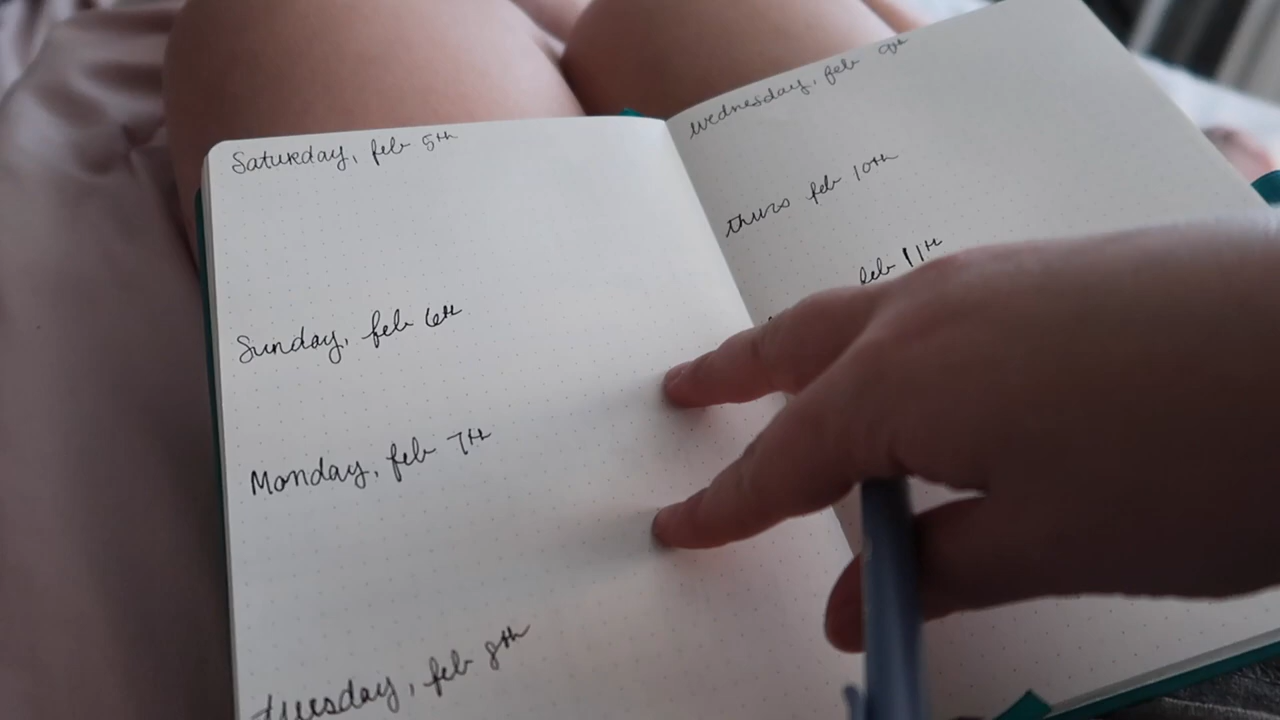 Saturday, feb 5th
Sunday, feb 6th
Monday, feb 7th
tuesday, feb 8th
wednesday, feb 9th
thurs feb 10th
feb 11th